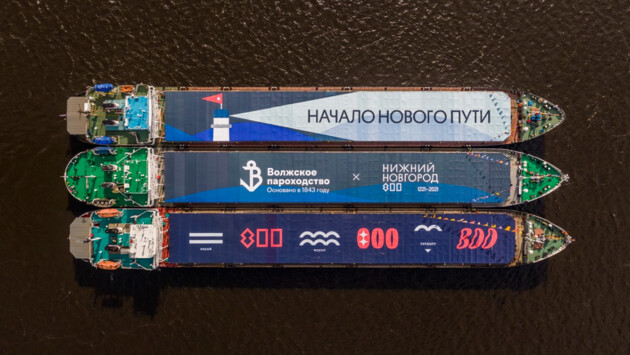 НАЧАЛО НОВОГО ПУТИ
Волжское
пароходство
Основано в 1843 году
×
НИЖНИЙ
НОВГОРОД
800
1221–2021
800
800
800